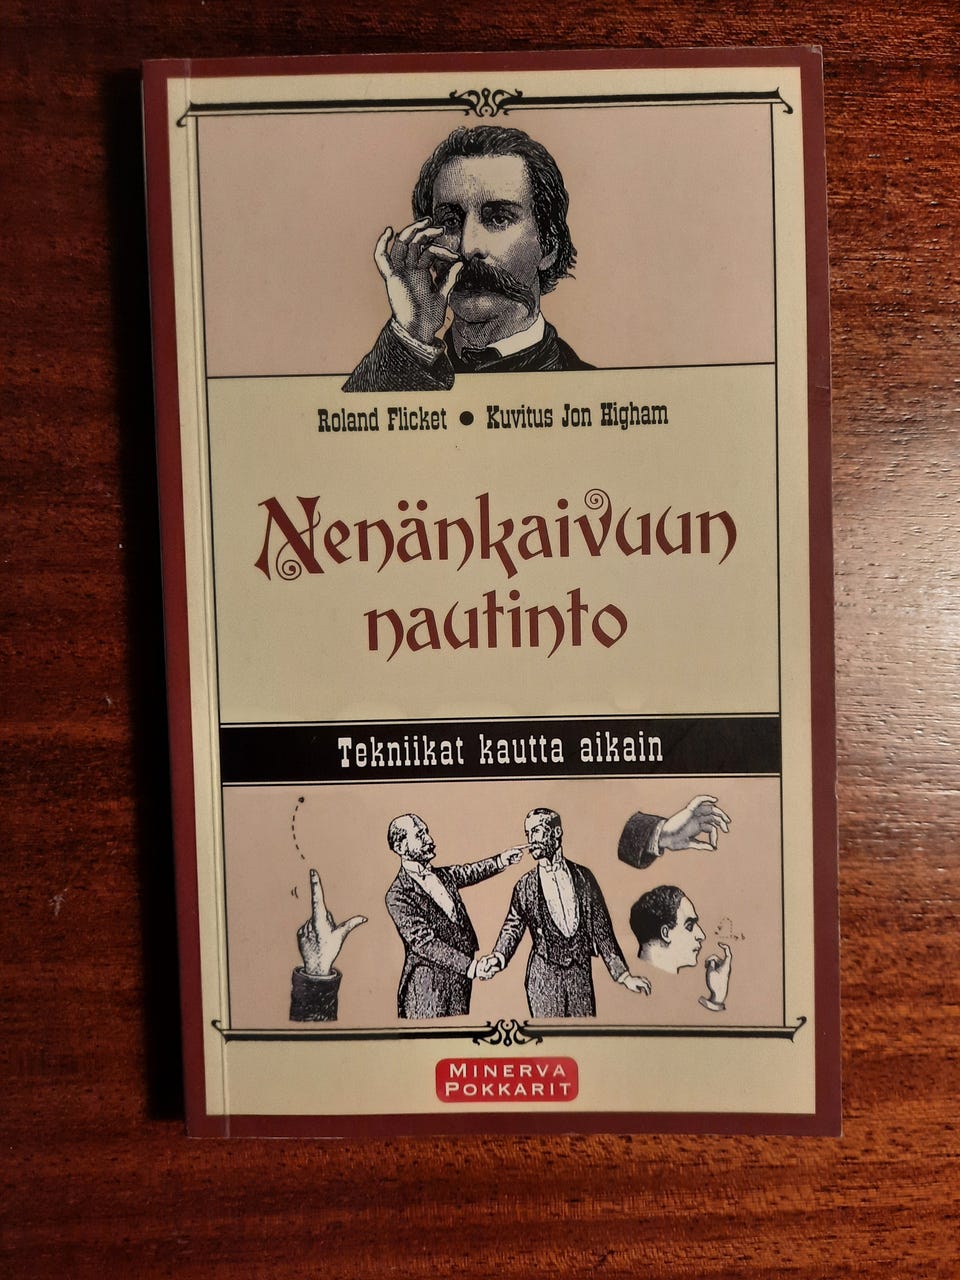 Roland Flicket • Kuvitus Jon Higham
Nenänkaivuun
nautinto
Tekniikat kautta aikain
MINERVA
POKKARIT